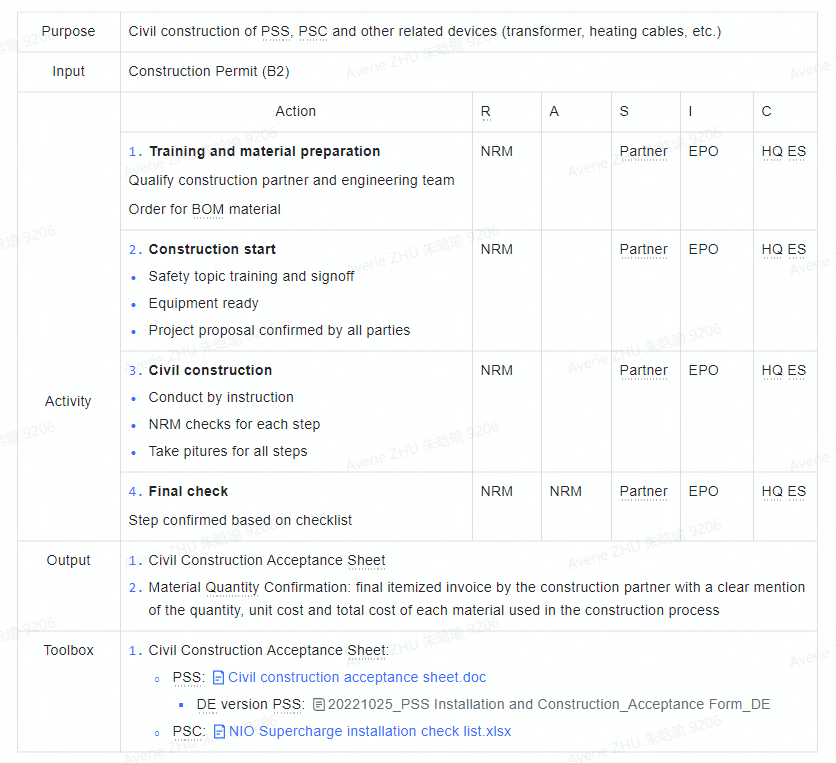 Purpose
Civil construction of PSS, PSC and other related devices (transformer, heating cables, etc.)
Input
Construction Permit (B2)
Activity
Action R A S I C
1. Training and material preparation NRM Partner EPO HQ ES
Qualify construction partner and engineering team
Order for BOM material
2. Construction start NRM Partner EPO HQ ES
• Safety topic training and signoff
• Equipment ready
• Project proposal confirmed by all parties
3. Civil construction NRM Partner EPO HQ ES
• Conduct by instruction
• NRM checks for each step
• Take pitures for all steps
4. Final check NRM NRM Partner EPO HQ ES
Step confirmed based on checklist
Output
1. Civil Construction Acceptance Sheet
2. Material Quantity Confirmation: final itemized invoice by the construction partner with a clear mention
of the quantity, unit cost and total cost of each material used in the construction process
Toolbox
1. Civil Construction Acceptance Sheet:
◦ PSS: Civil construction acceptance sheet.doc
▪ DE version PSS: 20221025_PSS Installation and Construction_Acceptance Form_DE
◦ PSC: NIO Supercharge installation check list.xlsx
Averie ZHU 朱晗瑜 9206